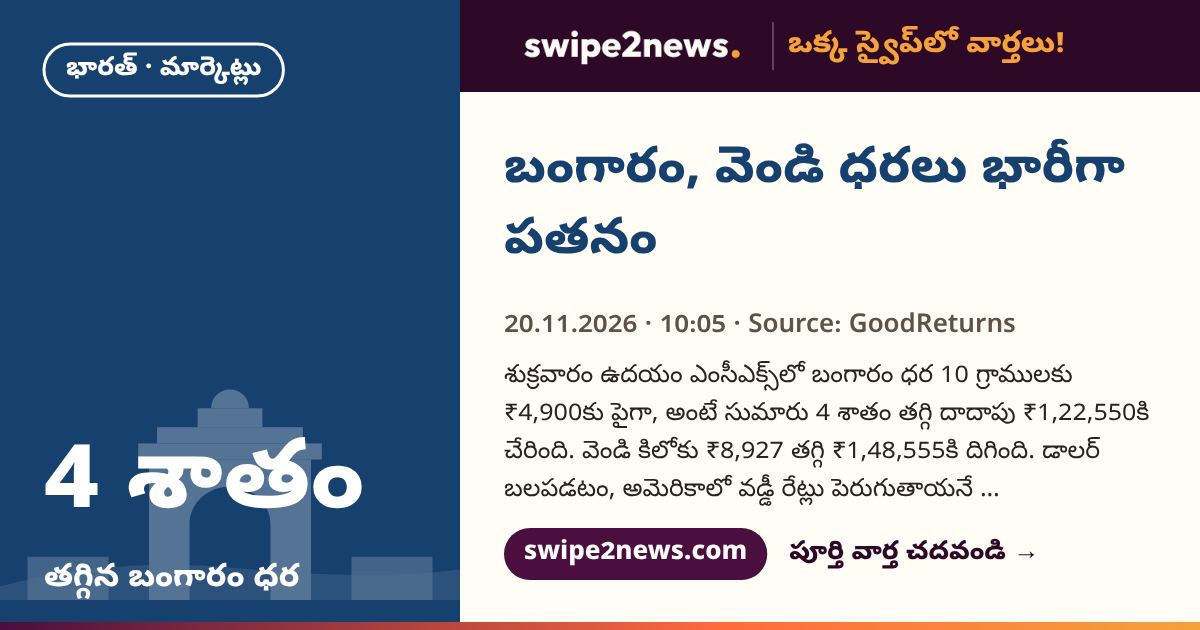 భారత్ · మార్కెట్లు
4 శాతం
తగ్గిన బంగారం ధర
swipe2news.
ఒక్క స్వైప్‌లో వార్తలు!
బంగారం, వెండి ధరలు భారీగా
పతనం
20.11.2026 · 10:05 · Source: GoodReturns
శుక్రవారం ఉదయం ఎంసీఎక్స్‌లో బంగారం ధర 10 గ్రాములకు
₹4,900కు పైగా, అంటే సుమారు 4 శాతం తగ్గి దాదాపు ₹1,22,550కి
చేరింది. వెండి కిలోకు ₹8,927 తగ్గి ₹1,48,555కి దిగింది. డాలర్
బలపడటం, అమెరికాలో వడ్డీ రేట్లు పెరుగుతాయనే ...
swipe2news.com
పూర్తి వార్త చదవండి →